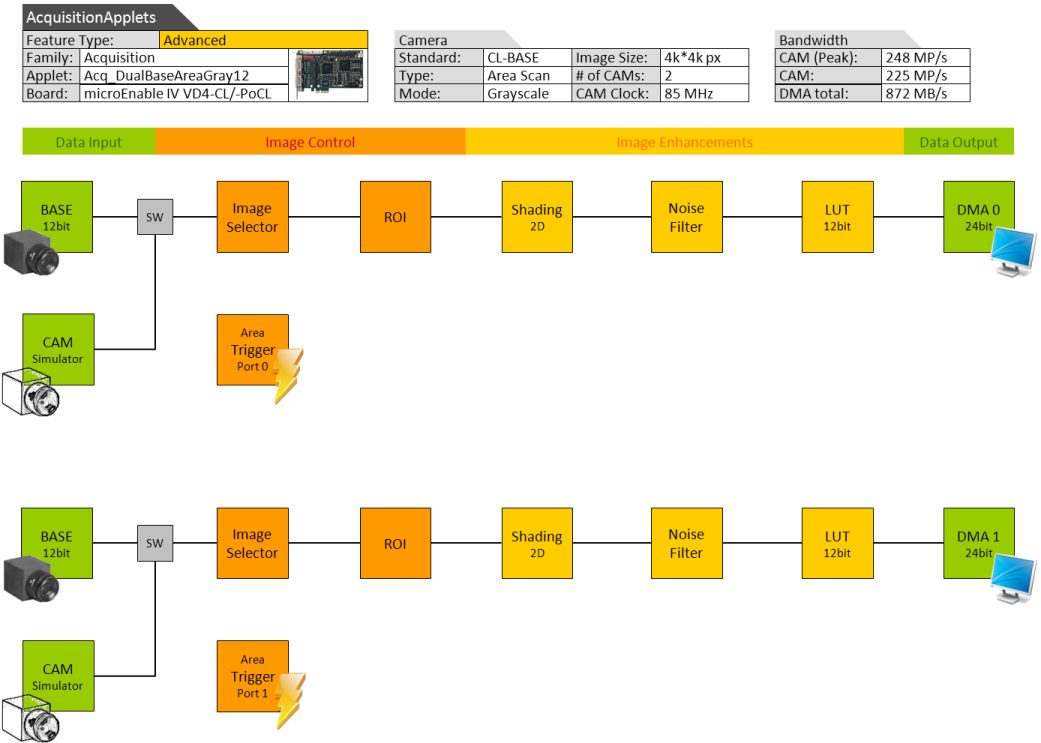 AcquisitionApplets
Feature Type: Advanced
Family: Acquisition
Applet: Acq_DualBaseAreaGray12
Board: microEnable IV VD4-CL/-PoCL
Camera
Standard: CL-BASE Image Size: 4k*4k px
Type: Area Scan # of CAMs: 2
Mode: Grayscale CAM Clock: 85 MHz
Bandwidth
CAM (Peak): 248 MP/s
CAM: 225 MP/s
DMA total: 872 MB/s
Data Input Image Control Image Enhancements Data Output
BASE
12bit
SW
Image
Selector
ROI
Shading
2D
Noise
Filter
LUT
12bit
DMA 0
24bit
CAM
Simulator
Area
Trigger
Port 0
BASE
12bit
SW
Image
Selector
ROI
Shading
2D
Noise
Filter
LUT
12bit
DMA 1
24bit
CAM
Simulator
Area
Trigger
Port 1